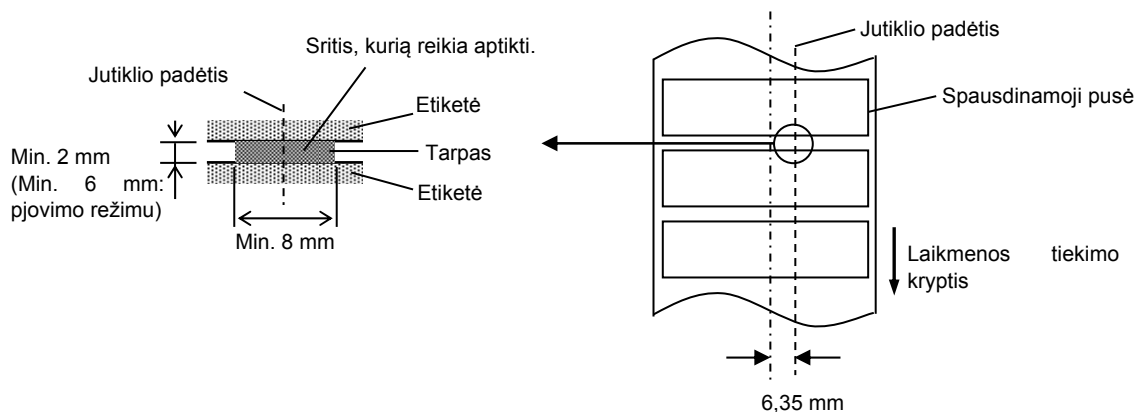 Sritis, kurią reikia aptikti.
Jutiklio padėtis
Etiketė
Tarpas
Etiketė
Min. 2 mm
(Min. 6 mm:
pjovimo režimu)
Min. 8 mm
Jutiklio padėtis
Spausdinamoji pusė
Laikmenos tiekimo
kryptis
6,35 mm